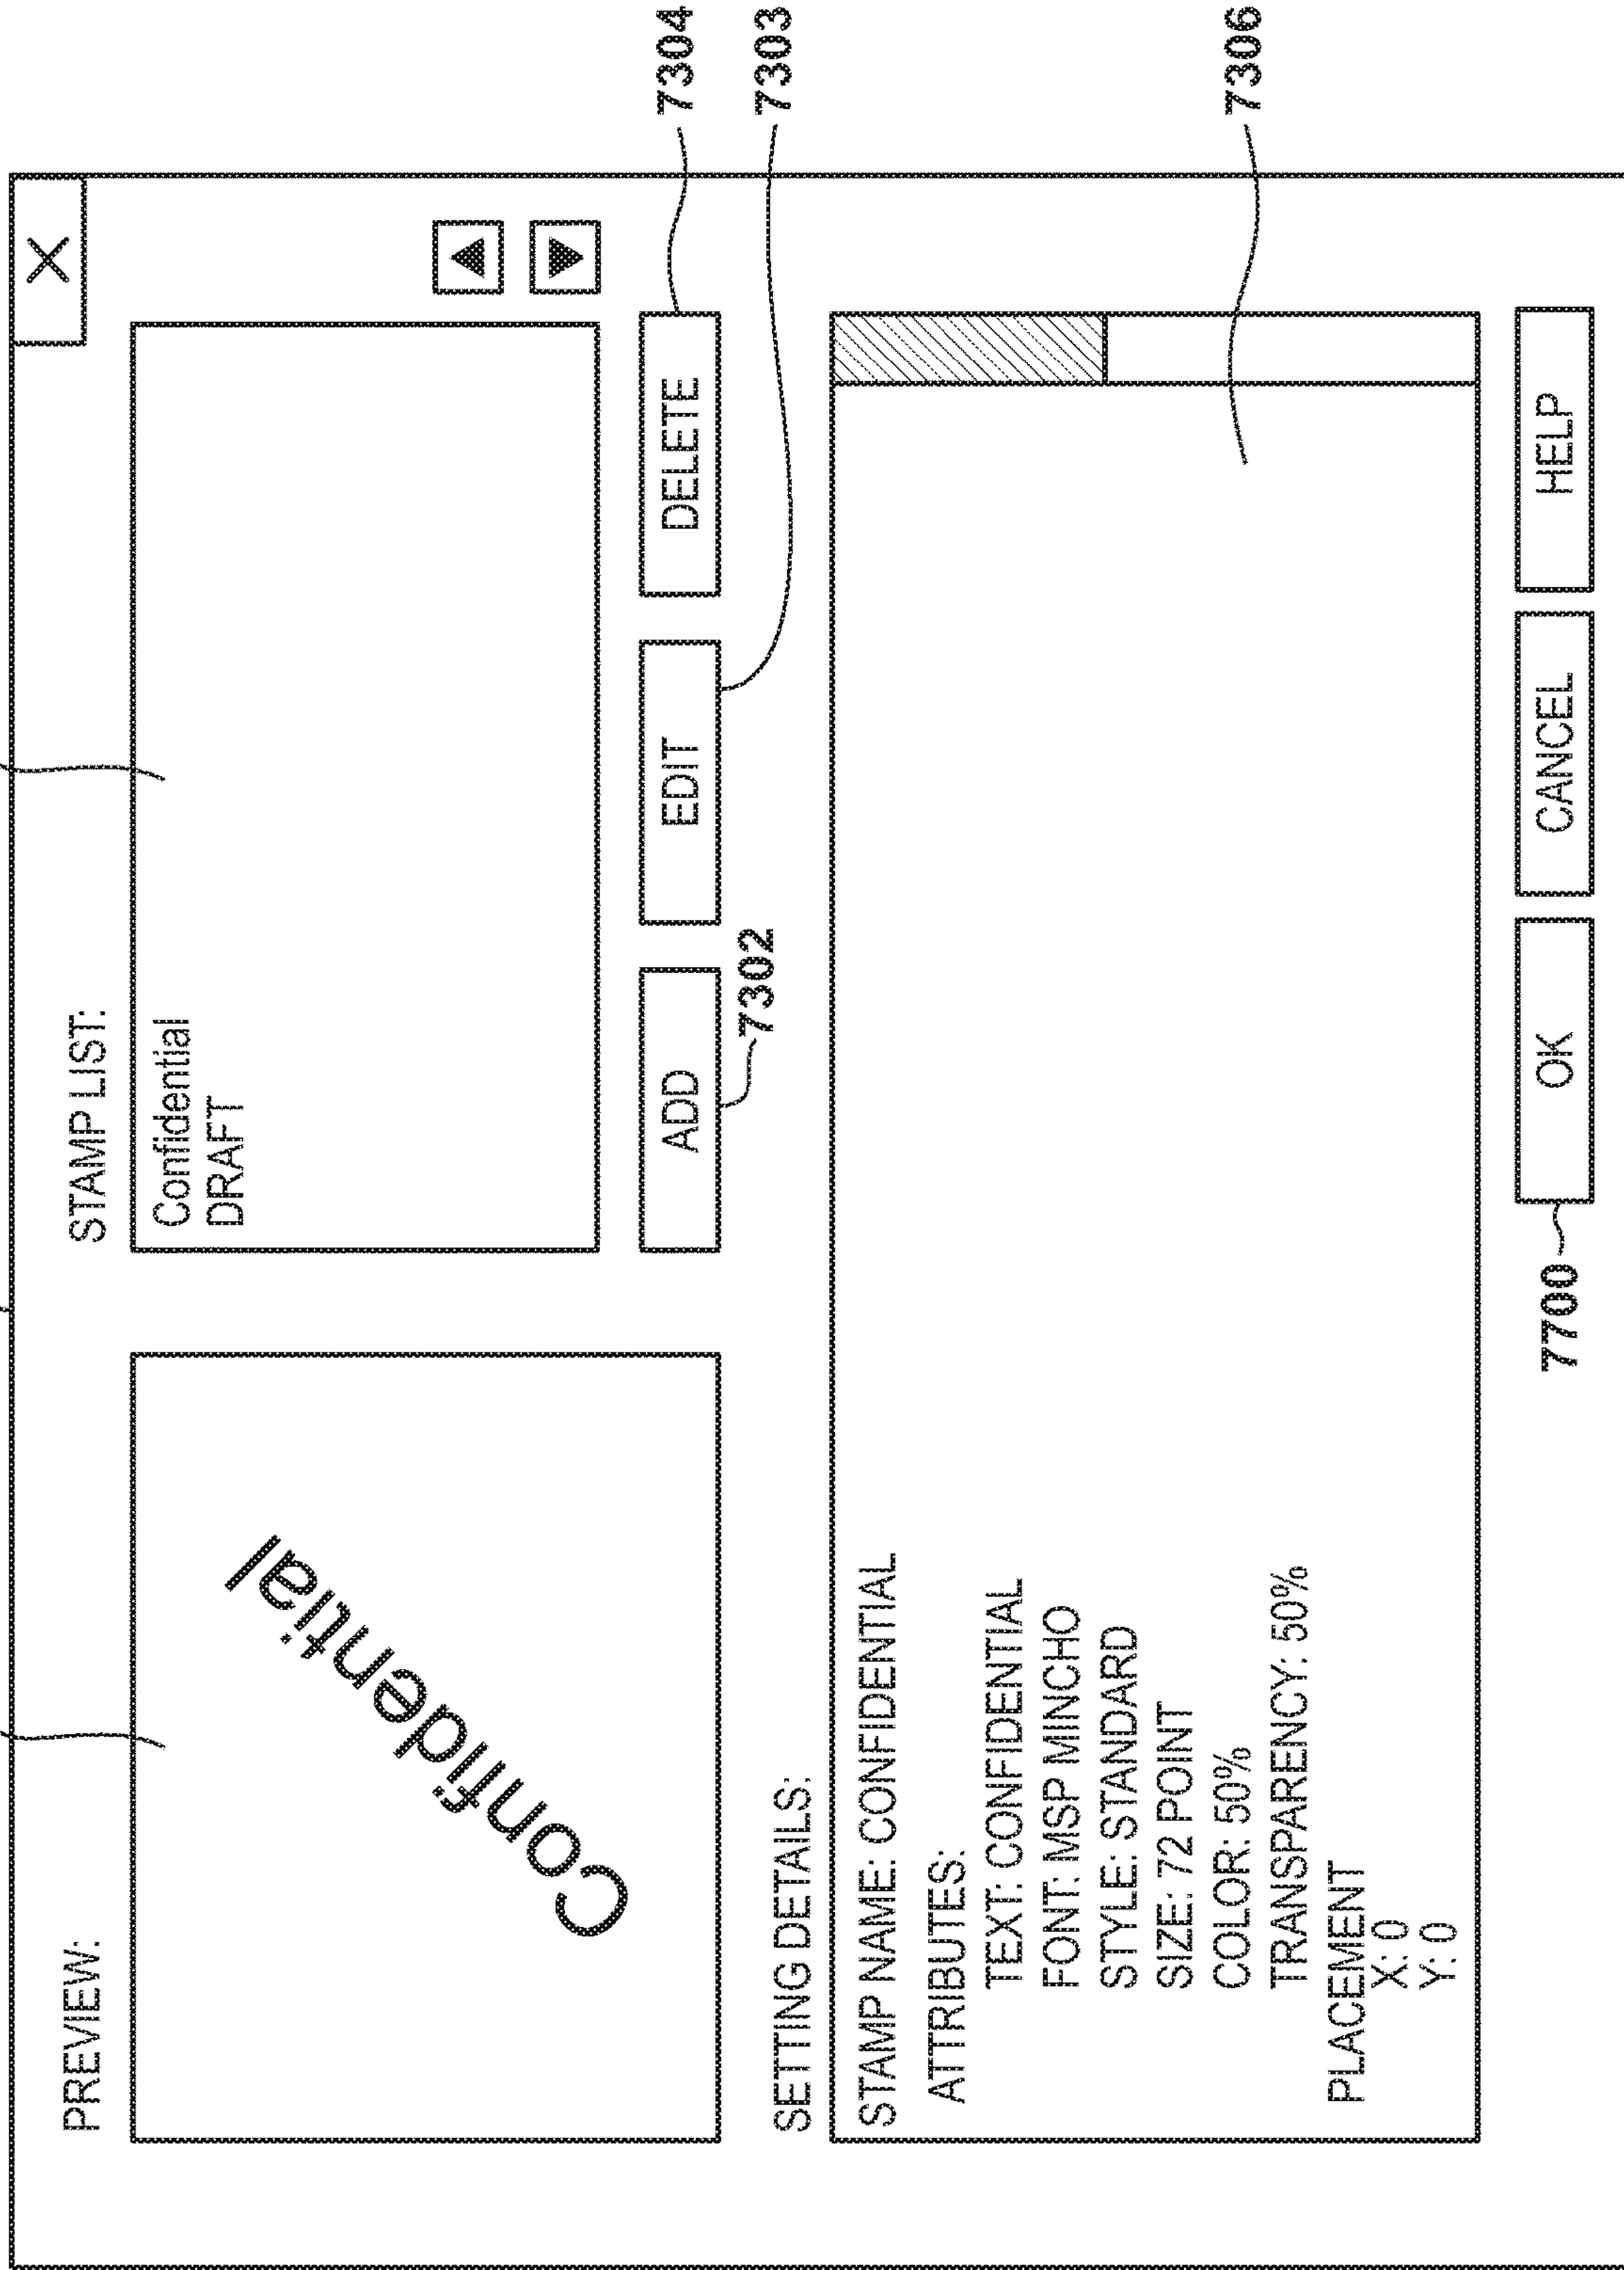 X
PREVIEW:
STAMP LIST:
Confidential
Confidential
DRAFT
ADD
EDIT
DELETE
7304
7302
7303
SETTING DETAILS:
STAMP NAME: CONFIDENTIAL
ATTRIBUTES:
TEXT: CONFIDENTIAL
FONT: MSP MINCHO
STYLE: STANDARD
SIZE: 72 POINT
COLOR: 50%
TRANSPARENCY: 50%
PLACEMENT
X: 0
Y: 0
7306
7700
OK
CANCEL
HELP